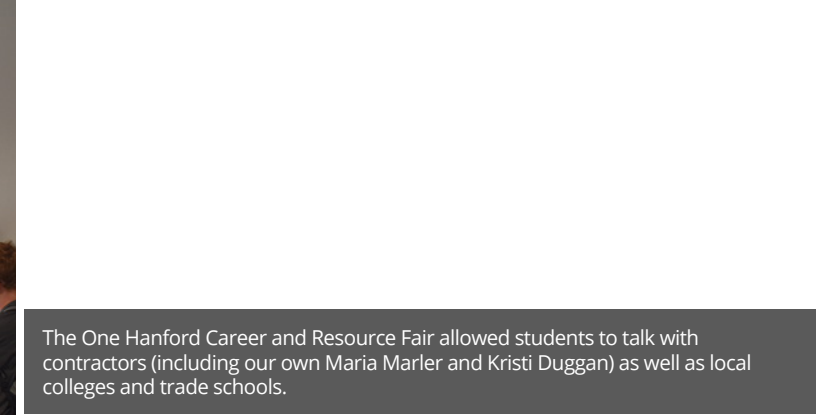 The One Hanford Career and Resource Fair allowed students to talk with
contractors (including our own Maria Marler and Kristi Duggan) as well as local
colleges and trade schools.